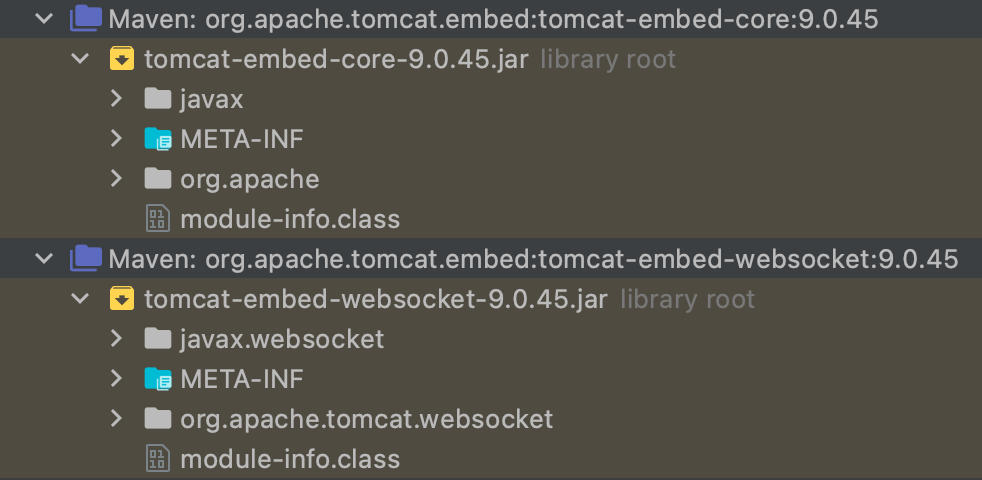 Maven: org.apache.tomcat.embed:tomcat-embed-core:9.0.45
tomcat-embed-core-9.0.45.jar library root
javax
META-INF
org.apache
module-info.class
Maven: org.apache.tomcat.embed:tomcat-embed-websocket:9.0.45
tomcat-embed-websocket-9.0.45.jar library root
javax.websocket
META-INF
org.apache.tomcat.websocket
module-info.class